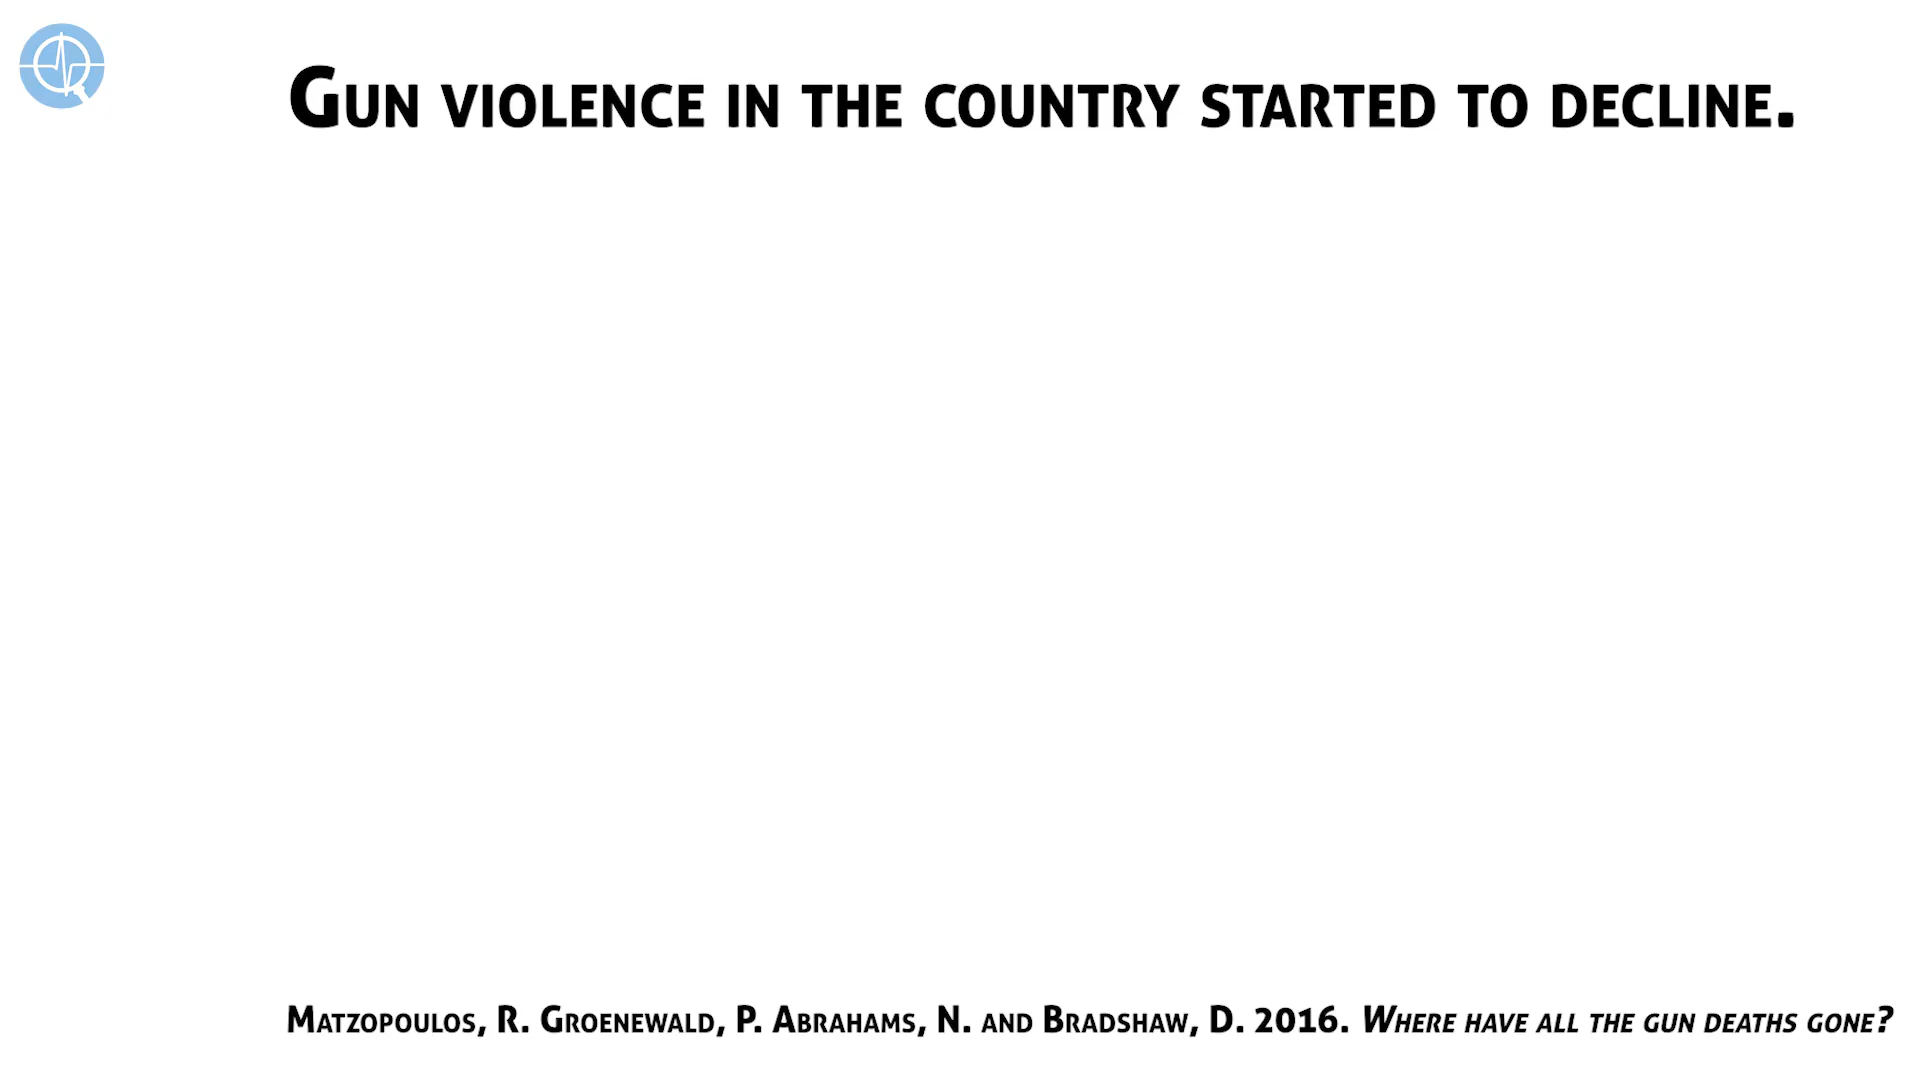 Gun violence in the country started to decline.
Matzopoulos, R. Groenewald, P. Abrahams, N. and Bradshaw, D. 2016. Where have all the gun deaths gone?